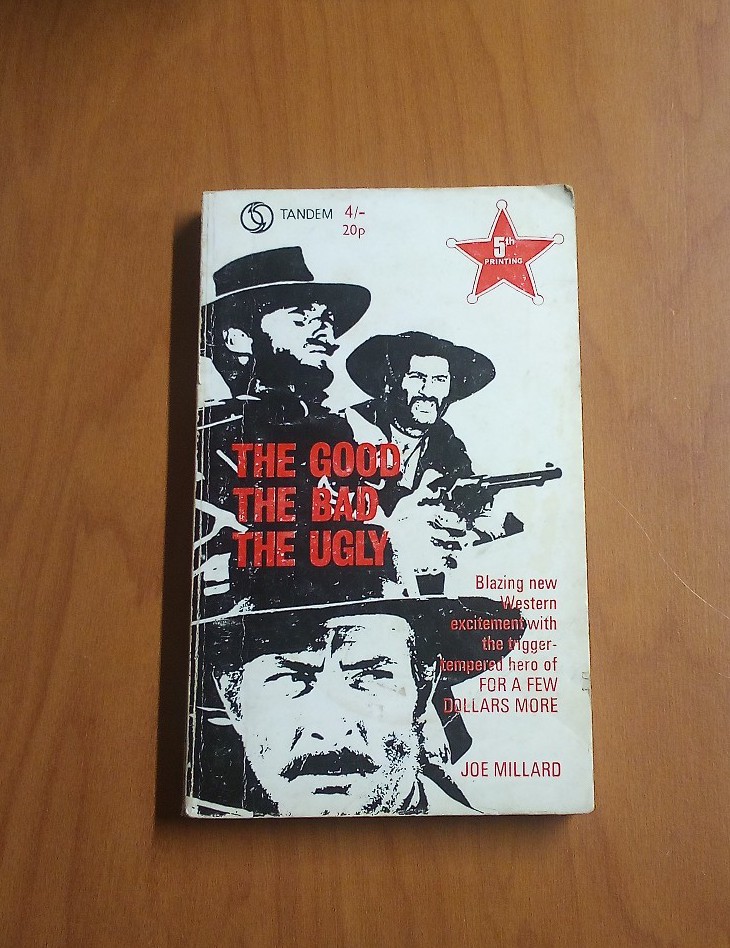 TANDEM 4/-
20p
5th
PRINTING
THE GOOD
THE BAD
THE UGLY
Blazing new
Western
excitement with
the trigger-
tempered hero of
FOR A FEW
DOLLARS MORE
JOE MILLARD